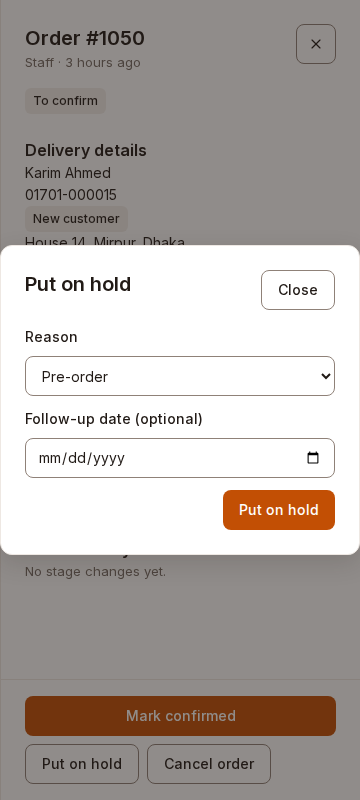 Order #1050
Staff · 3 hours ago
To confirm
Delivery details
Karim Ahmed
01701-000015
New customer
House 14, Mirpur, Dhaka
Put on hold
Close
Reason
Pre-order
Follow-up date (optional)
mm/dd/yyyy
Put on hold
No stage changes yet.
Mark confirmed
Put on hold
Cancel order